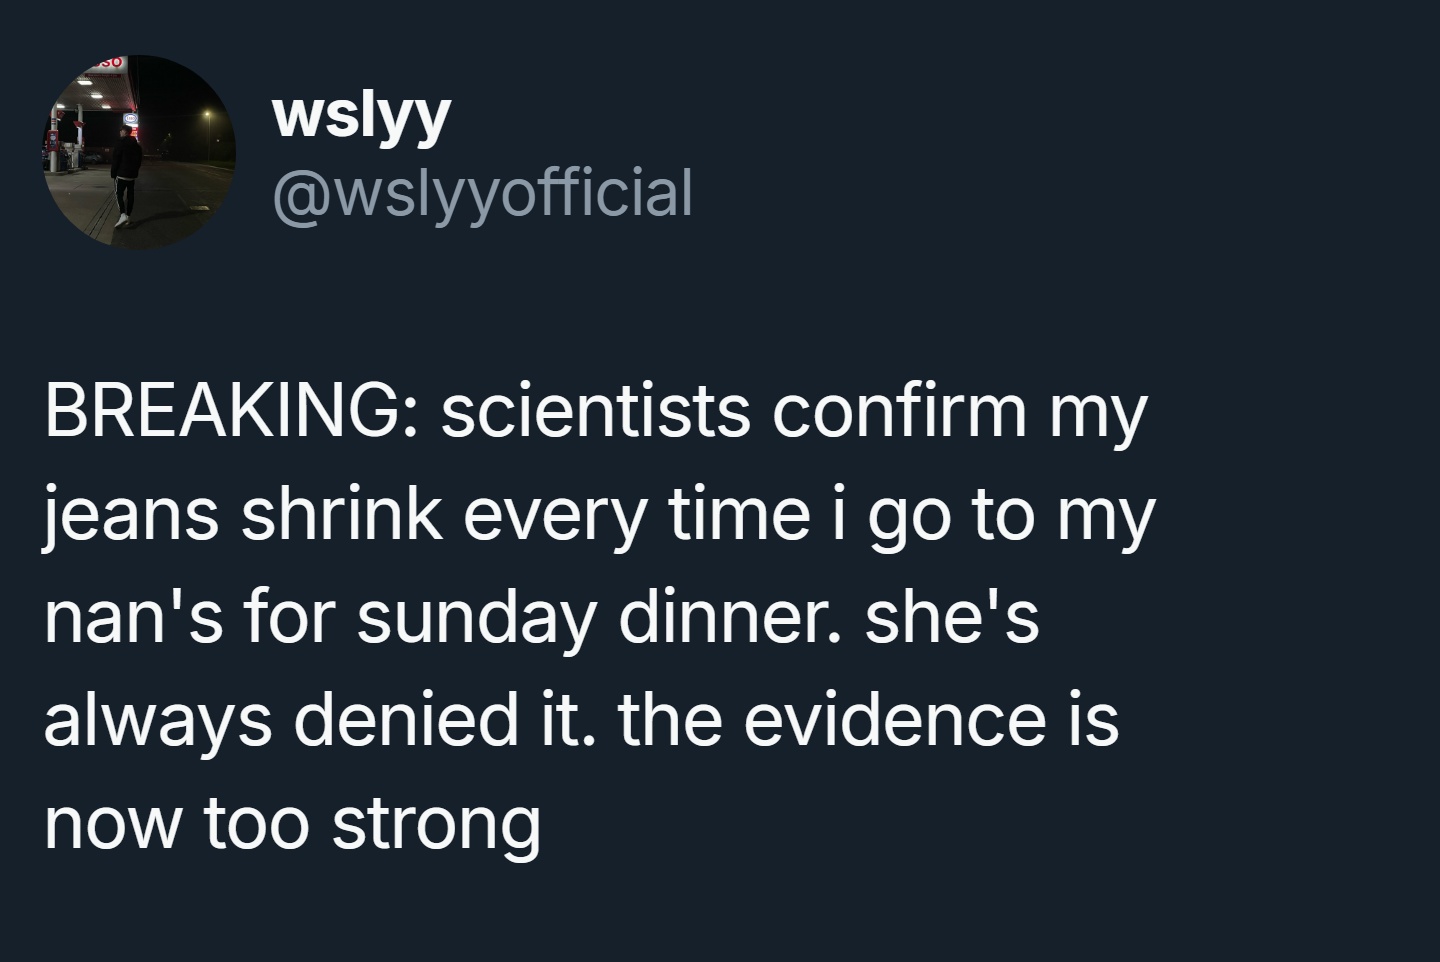 wslyy
@wslyyofficial
BREAKING: scientists confirm my
jeans shrink every time i go to my
nan's for sunday dinner. she's
always denied it. the evidence is
now too strong